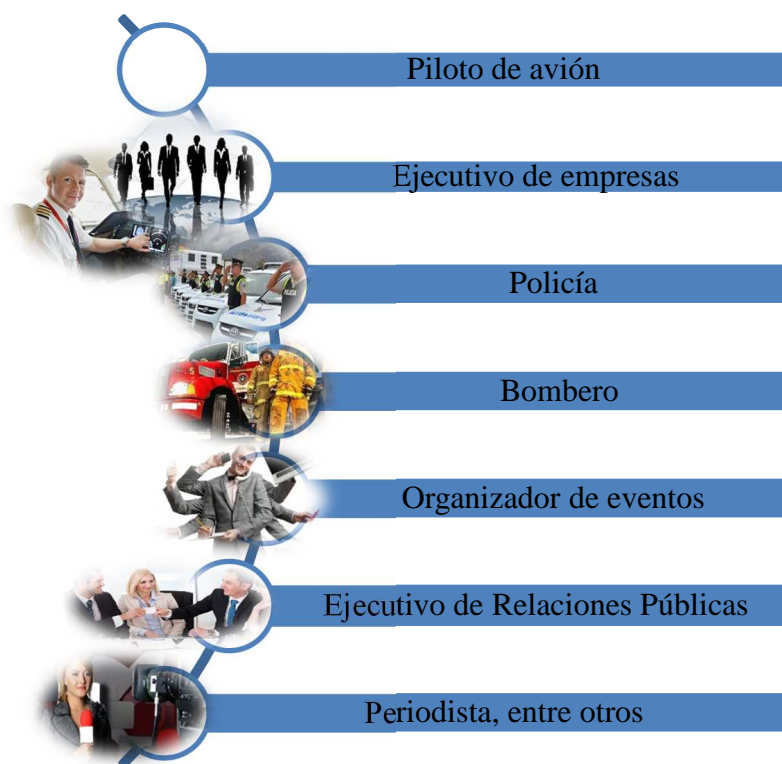 Piloto de avión
Ejecutivo de empresas
Policía
Bombero
Organizador de eventos
Ejecutivo de Relaciones Públicas
Periodista, entre otros